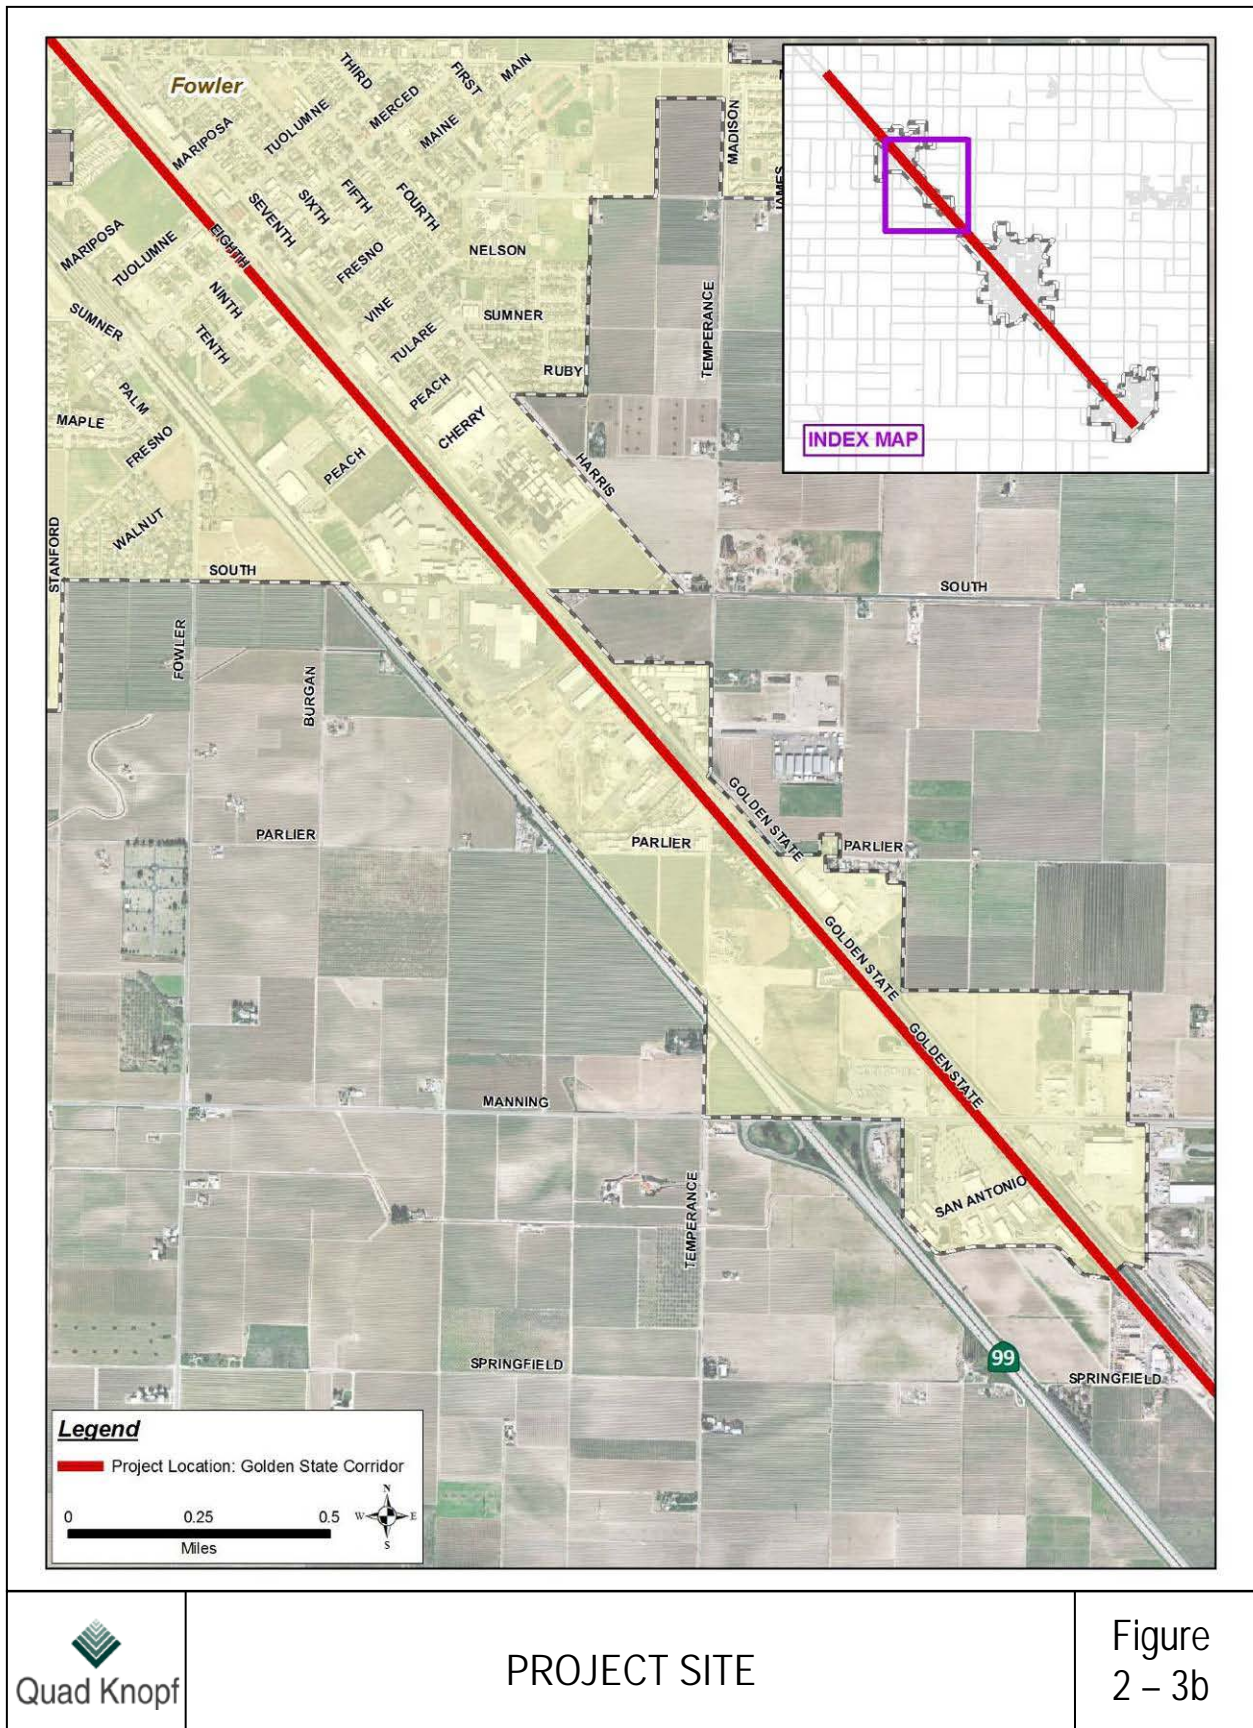 Fowler
THIRD
FIRST
MAIN
MERCED
TUOLUMNE
MARIPOSA
MAINE
MADISON
JAMES
SEVENTH
SIXTH
FIFTH
FOURTH
EIGHTH
MARIPOSA
TUOLUMNE
FRESNO
NELSON
NINTH
VINE
SUMNER
TEMPERANCE
SUMNER
TENTH
TULARE
RUBY
PALM
PEACH
MAPLE
CHERRY
FRESNO
PEACH
HARRIS
WALNUT
STANFORD
SOUTH
SOUTH
FOWLER
BURGAN
INDEX MAP
GOLDEN STATE
PARLIER
PARLIER
PARLIER
GOLDEN STATE
GOLDEN STATE
MANNING
TEMPERANCE
SAN ANTONIO
SPRINGFIELD
99
SPRINGFIELD
Legend
Project Location: Golden State Corridor
N
W E
S
0 0.25 0.5
Miles
Quad Knopf
PROJECT SITE
Figure
2 – 3b